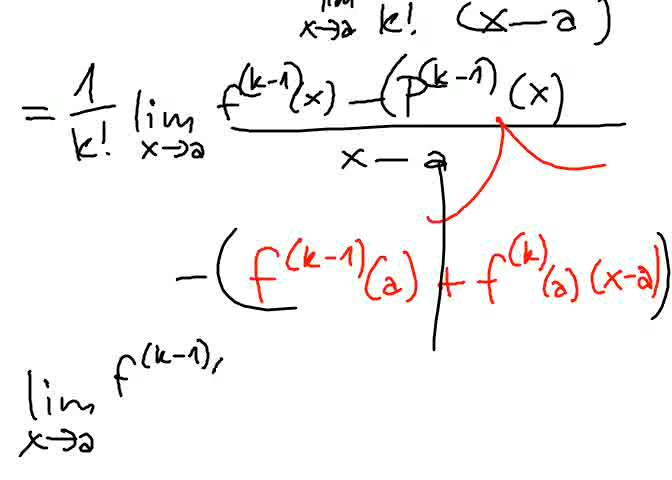 lim x→a k! (x-a)
= 1/k! lim x→a f^(k-1)(x) - (P^(k-1)(x)
x - a
- (f^(k-1)(a) + f^(k)(a)(x-a))
lim x→a f^(k-1)